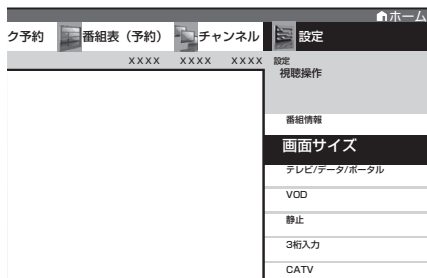 ホーム
ク予約 番組表（予約） チャンネル 設定
XXXX XXXX XXXX 設定
視聴操作
番組情報
画面サイズ
テレビ/データ/ポータル
VOD
静止
3桁入力
CATV